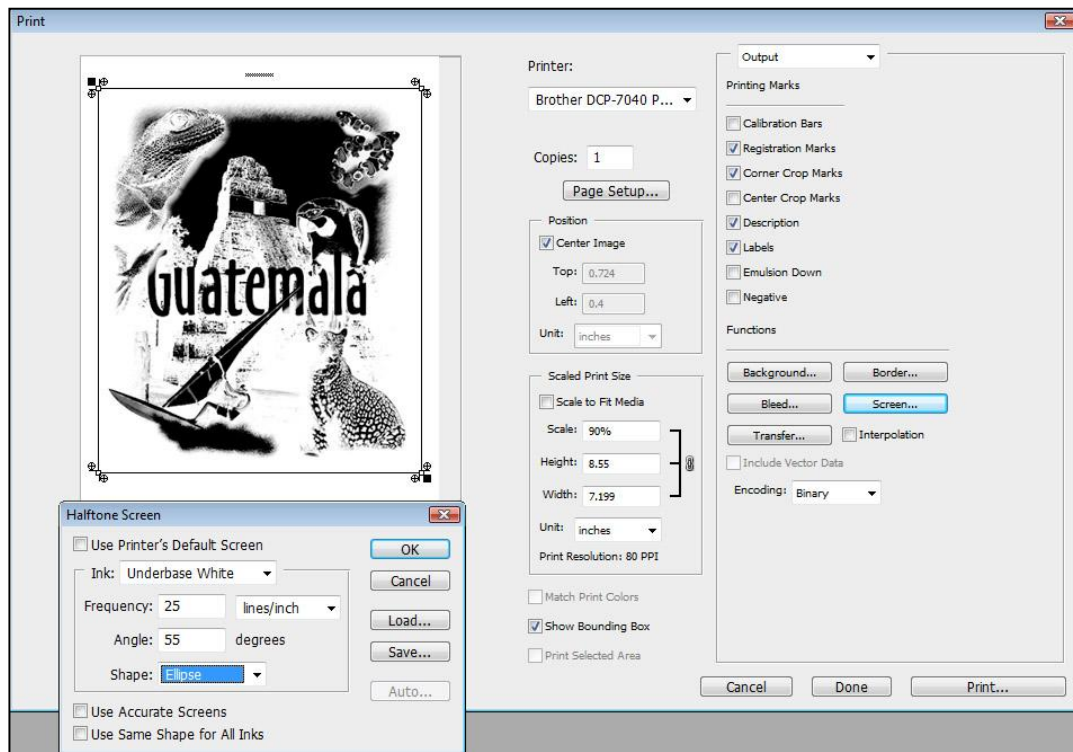 Print
Printer:
Brother DCP-7040 P...
Copies: 1
Page Setup...
Position
Center Image
Top: 0.724
Left: 0.4
Unit: inches
Scaled Print Size
Scale to Fit Media
Scale: 90%
Height: 8.55
Width: 7.199
Unit: inches
Print Resolution: 80 PPI
Match Print Colors
Show Bounding Box
Print Selected Area
Output
Printing Marks
Calibration Bars
Registration Marks
Corner Crop Marks
Center Crop Marks
Description
Labels
Emulsion Down
Negative
Functions
Background... Border...
Bleed... Screen...
Transfer... Interpolation
Include Vector Data
Encoding: Binary
Cancel Done Print...
Guatemala
Halftone Screen
Use Printer's Default Screen
Ink: Underbase White
Frequency: 25 lines/inch
Angle: 55 degrees
Shape: Ellipse
Use Accurate Screens
Use Same Shape for All Inks
OK
Cancel
Load...
Save...
Auto...